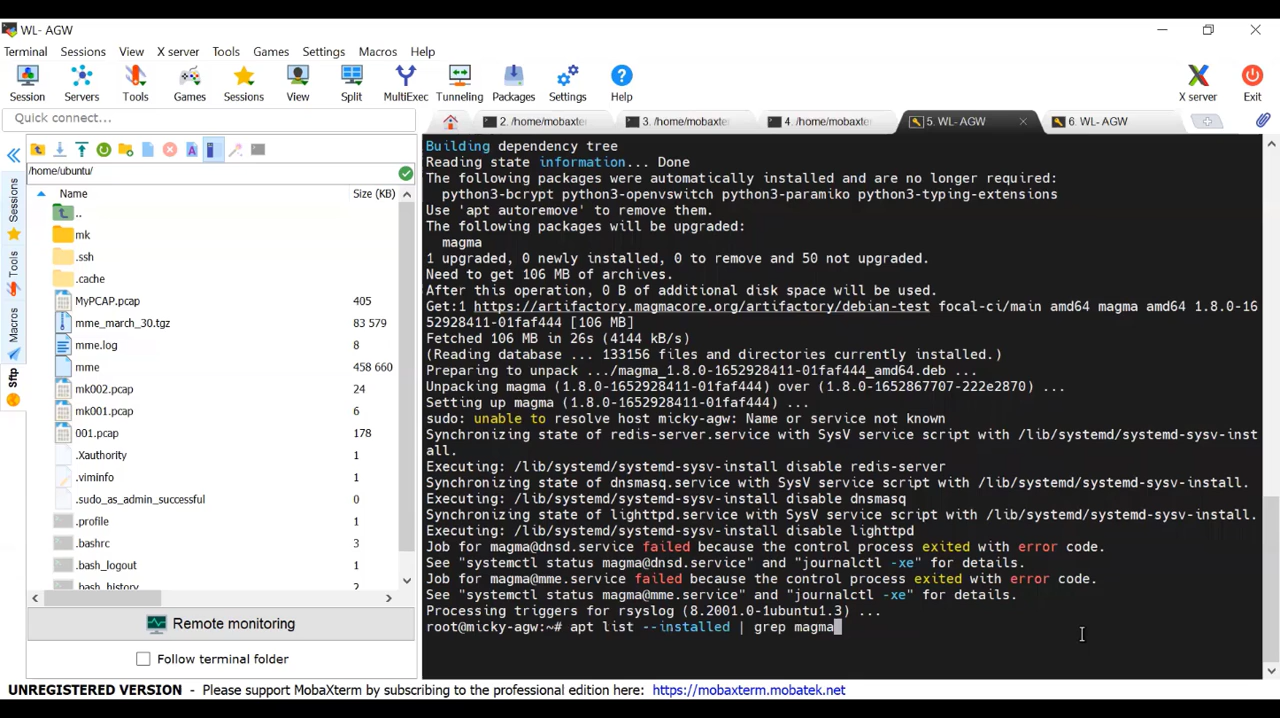 WL- AGW
Terminal Sessions View X server Tools Games Settings Macros Help
Session Servers Tools Games Sessions View Split MultiExec Tunneling Packages Settings Help X server Exit
Quick connect...
2. /home/mobaxter 3. /home/mobaxter 4. /home/mobaxter 5. WL- AGW 6. WL- AGW
Sessions
Tools
Macros
Sftp
/home/ubuntu/
Name Size (KB)
..
mk
.ssh
.cache
MyPCAP.pcap 405
mme_march_30.tgz 83 579
mme.log 8
mme 458 660
mk002.pcap 24
mk001.pcap 6
001.pcap 178
.Xauthority 1
.viminfo 1
.sudo_as_admin_successful 0
.profile 1
.bashrc 3
.bash_logout 1
.bash_history 1
Remote monitoring
Follow terminal folder
Building dependency tree
Reading state information... Done
The following packages were automatically installed and are no longer required:
python3-bcrypt python3-openvswitch python3-paramiko python3-typing-extensions
Use 'apt autoremove' to remove them.
The following packages will be upgraded:
magma
1 upgraded, 0 newly installed, 0 to remove and 50 not upgraded.
Need to get 106 MB of archives.
After this operation, 0 B of additional disk space will be used.
Get:1 https://artifactory.magmacore.org/artifactory/debian-test focal-ci/main amd64 magma amd64 1.8.0-16
52928411-01faf444 [106 MB]
Fetched 106 MB in 26s (4144 kB/s)
(Reading database ... 133156 files and directories currently installed.)
Preparing to unpack .../magma_1.8.0-1652928411-01faf444_amd64.deb ...
Unpacking magma (1.8.0-1652928411-01faf444) over (1.8.0-1652867707-222e2870) ...
Setting up magma (1.8.0-1652928411-01faf444) ...
sudo: unable to resolve host micky-agw: Name or service not known
Synchronizing state of redis-server.service with SysV service script with /lib/systemd/systemd-sysv-inst
all.
Executing: /lib/systemd/systemd-sysv-install disable redis-server
Synchronizing state of dnsmasq.service with SysV service script with /lib/systemd/systemd-sysv-install.
Executing: /lib/systemd/systemd-sysv-install disable dnsmasq
Synchronizing state of lighttpd.service with SysV service script with /lib/systemd/systemd-sysv-install.
Executing: /lib/systemd/systemd-sysv-install disable lighttpd
Job for magma@dnsd.service failed because the control process exited with error code.
See "systemctl status magma@dnsd.service" and "journalctl -xe" for details.
Job for magma@mme.service failed because the control process exited with error code.
See "systemctl status magma@mme.service" and "journalctl -xe" for details.
Processing triggers for rsyslog (8.2001.0-1ubuntu1.3) ...
root@micky-agw:~# apt list --installed | grep magma
UNREGISTERED VERSION - Please support MobaXterm by subscribing to the professional edition here: https://mobaxterm.mobatek.net